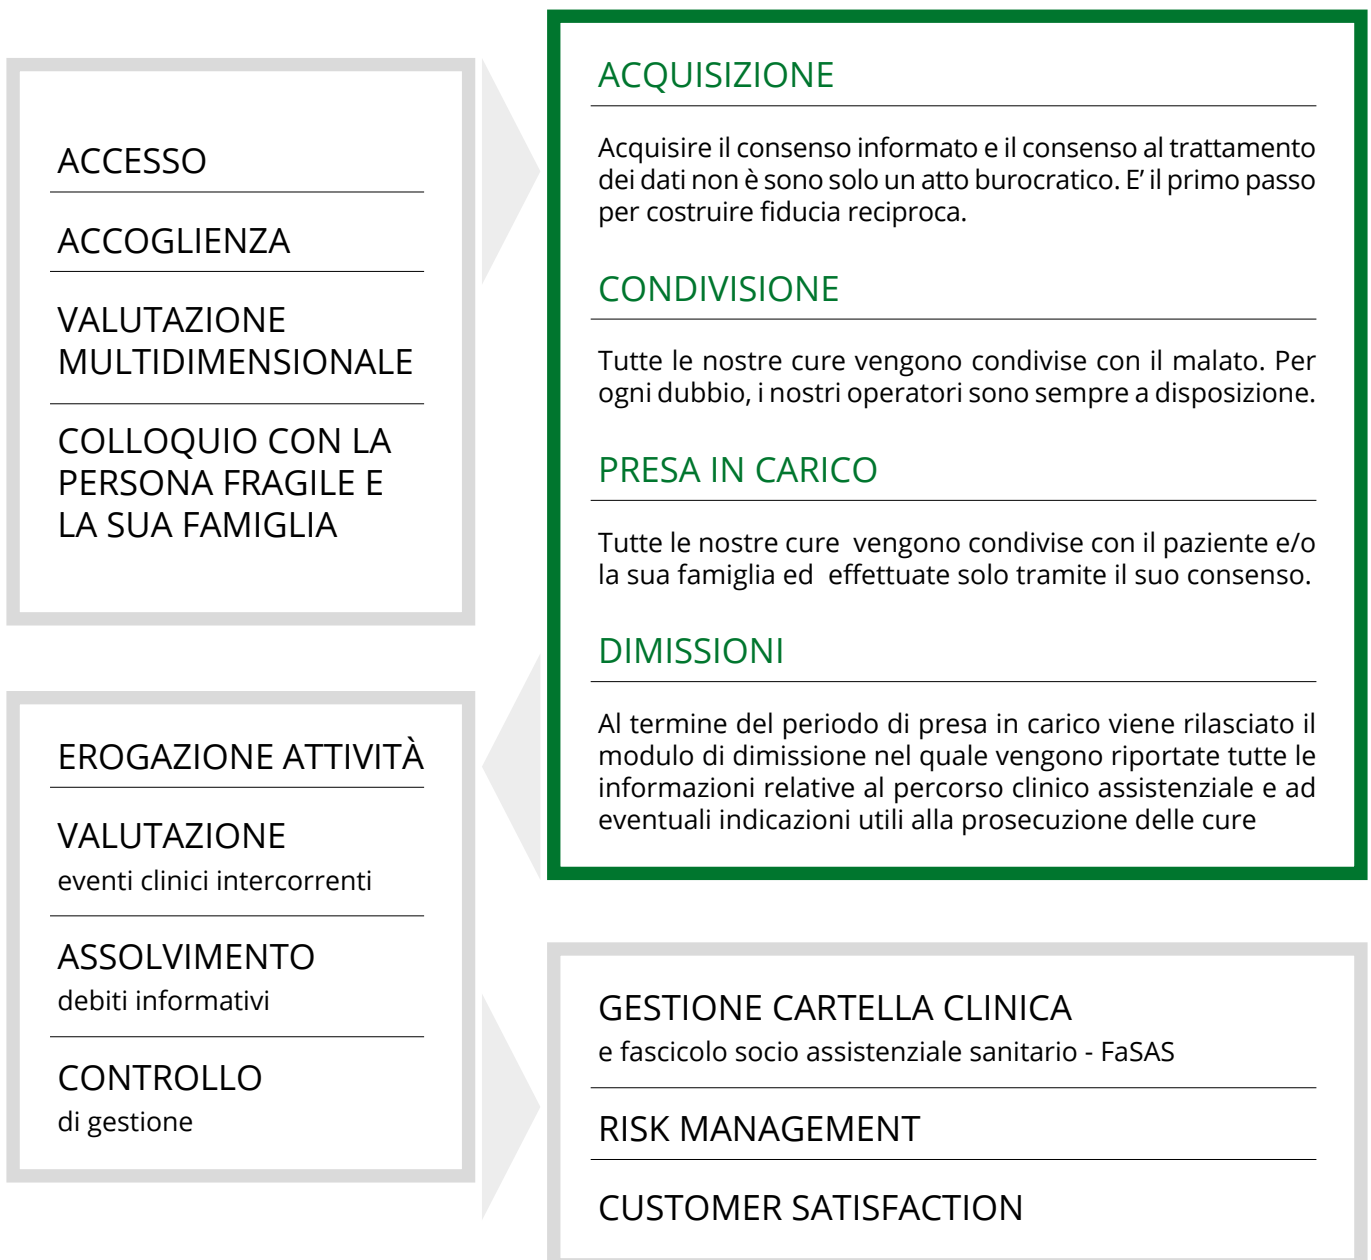 ACCESSO
ACCOGLIENZA
VALUTAZIONE
MULTIDIMENSIONALE
COLLOQUIO CON LA
PERSONA FRAGILE E
LA SUA FAMIGLIA
ACQUISIZIONE
Acquisire il consenso informato e il consenso al trattamento
dei dati non è sono solo un atto burocratico. E’ il primo passo
per costruire fiducia reciproca.
CONDIVISIONE
Tutte le nostre cure vengono condivise con il malato. Per
ogni dubbio, i nostri operatori sono sempre a disposizione.
PRESA IN CARICO
Tutte le nostre cure  vengono condivise con il paziente e/o
la sua famiglia ed  effettuate solo tramite il suo consenso.
DIMISSIONI
Al termine del periodo di presa in carico viene rilasciato il
modulo di dimissione nel quale vengono riportate tutte le
informazioni relative al percorso clinico assistenziale e ad
eventuali indicazioni utili alla prosecuzione delle cure
EROGAZIONE ATTIVITÀ
VALUTAZIONE
eventi clinici intercorrenti
ASSOLVIMENTO
debiti informativi
CONTROLLO
di gestione
GESTIONE CARTELLA CLINICA
e fascicolo socio assistenziale sanitario - FaSAS
RISK MANAGEMENT
CUSTOMER SATISFACTION